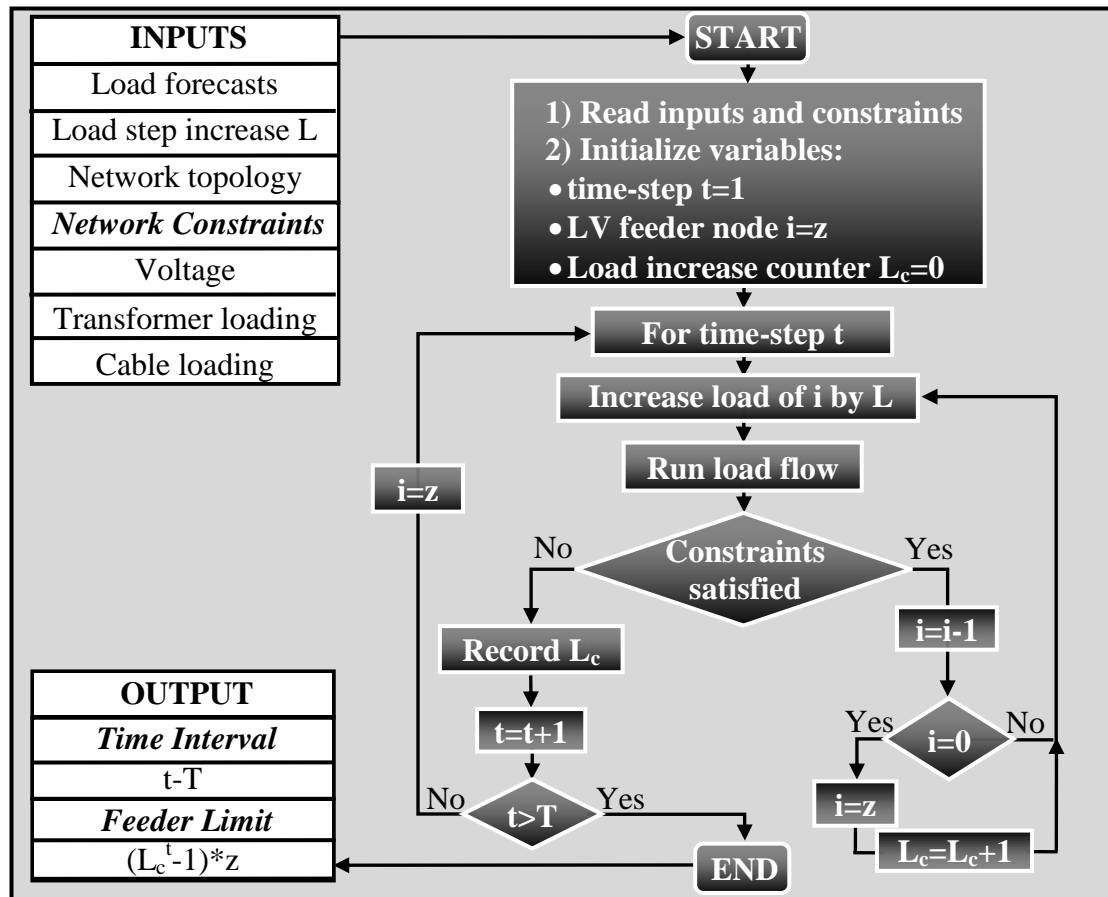 INPUTS
Load forecasts
Load step increase L
Network topology
Network Constraints
Voltage
Transformer loading
Cable loading
START
1) Read inputs and constraints
2) Initialize variables:
•time-step t=1
•LV feeder node i=z
•Load increase counter Lc=0
For time-step t
Increase load of i by L
Run load flow
i=z
Constraints
satisfied
No
Yes
Record Lc
t=t+1
t>T
No
Yes
i=i-1
i=0
Yes
No
i=z
Lc=Lc+1
END
OUTPUT
Time Interval
t-T
Feeder Limit
(Lc^t-1)*z